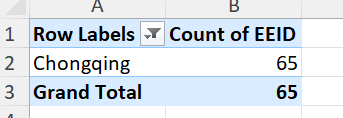 A B
1 Row Labels Count of EEID
2 Chongqing 65
3 Grand Total 65